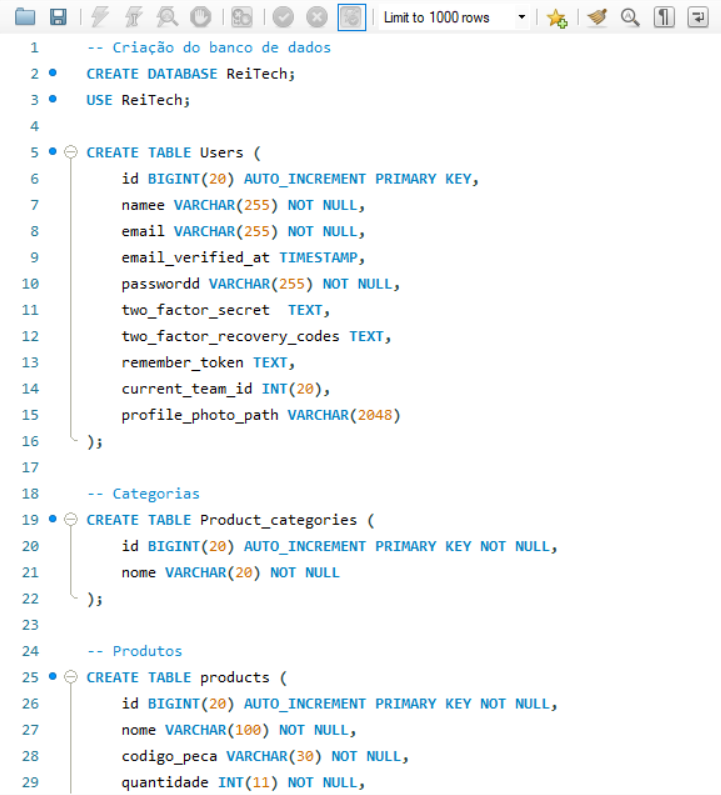 Limit to 1000 rows
1 -- Criação do banco de dados
2 CREATE DATABASE ReiTech;
3 USE ReiTech;
4
5 CREATE TABLE Users (
6 id BIGINT(20) AUTO_INCREMENT PRIMARY KEY,
7 namee VARCHAR(255) NOT NULL,
8 email VARCHAR(255) NOT NULL,
9 email_verified_at TIMESTAMP,
10 passwordd VARCHAR(255) NOT NULL,
11 two_factor_secret  TEXT,
12 two_factor_recovery_codes TEXT,
13 remember_token TEXT,
14 current_team_id INT(20),
15 profile_photo_path VARCHAR(2048)
16 );
17
18 -- Categorias
19 CREATE TABLE Product_categories (
20 id BIGINT(20) AUTO_INCREMENT PRIMARY KEY NOT NULL,
21 nome VARCHAR(20) NOT NULL
22 );
23
24 -- Produtos
25 CREATE TABLE products (
26 id BIGINT(20) AUTO_INCREMENT PRIMARY KEY NOT NULL,
27 nome VARCHAR(100) NOT NULL,
28 codigo_peca VARCHAR(30) NOT NULL,
29 quantidade INT(11) NOT NULL,